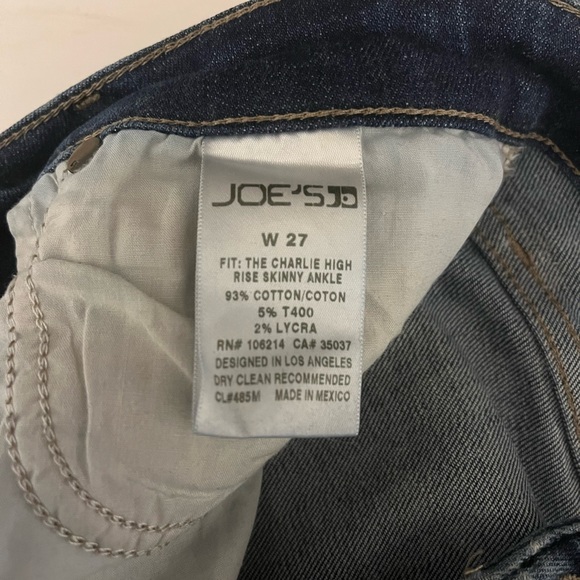 JOE'S
W 27
FIT: THE CHARLIE HIGH
RISE SKINNY ANKLE
93% COTTON/COTON
5% T400
2% LYCRA
RN# 106214 CA# 35037
DESIGNED IN LOS ANGELES
DRY CLEAN RECOMMENDED
CL#485M MADE IN MEXICO